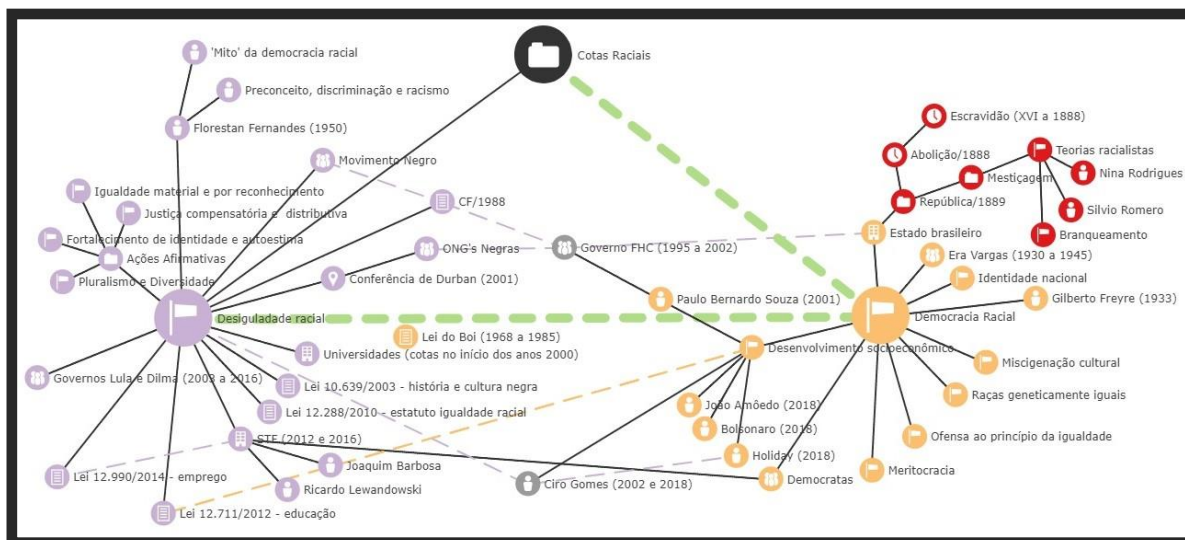 'Mito' da democracia racial
Cotas Raciais
Preconceito, discriminação e racismo
Escravidão (XVI a 1888)
Florestan Fernandes (1950)
Abolição/1888
Teorias racialistas
Movimento Negro
Mestiçagem
Nina Rodrigues
Igualdade material e por reconhecimento
CF/1988
República/1889
Silvio Romero
Justiça compensatória e distributiva
Estado brasileiro
Branqueamento
Fortalecimento de identidade e autoestima
ONG's Negras
Governo FHC (1995 a 2002)
Era Vargas (1930 a 1945)
Ações Afirmativas
Conferência de Durban (2001)
Identidade nacional
Pluralismo e Diversidade
Paulo Bernardo Souza (2001)
Gilberto Freyre (1933)
Desiguladade racial
Democracia Racial
Lei do Boi (1968 a 1985)
Desenvolvimento socioeconômico
Universidades (cotas no início dos anos 2000)
Miscigenação cultural
Governos Lula e Dilma (2003 a 2016)
Lei 10.639/2003 - história e cultura negra
Raças geneticamente iguais
Lei 12.288/2010 - estatuto igualdade racial
João Amôedo (2018)
Bolsonaro (2018)
Ofensa ao princípio da igualdade
STF (2012 e 2016)
Holiday (2018)
Joaquim Barbosa
Lei 12.990/2014 - emprego
Democratas
Meritocracia
Ricardo Lewandowski
Ciro Gomes (2002 e 2018)
Lei 12.711/2012 - educação